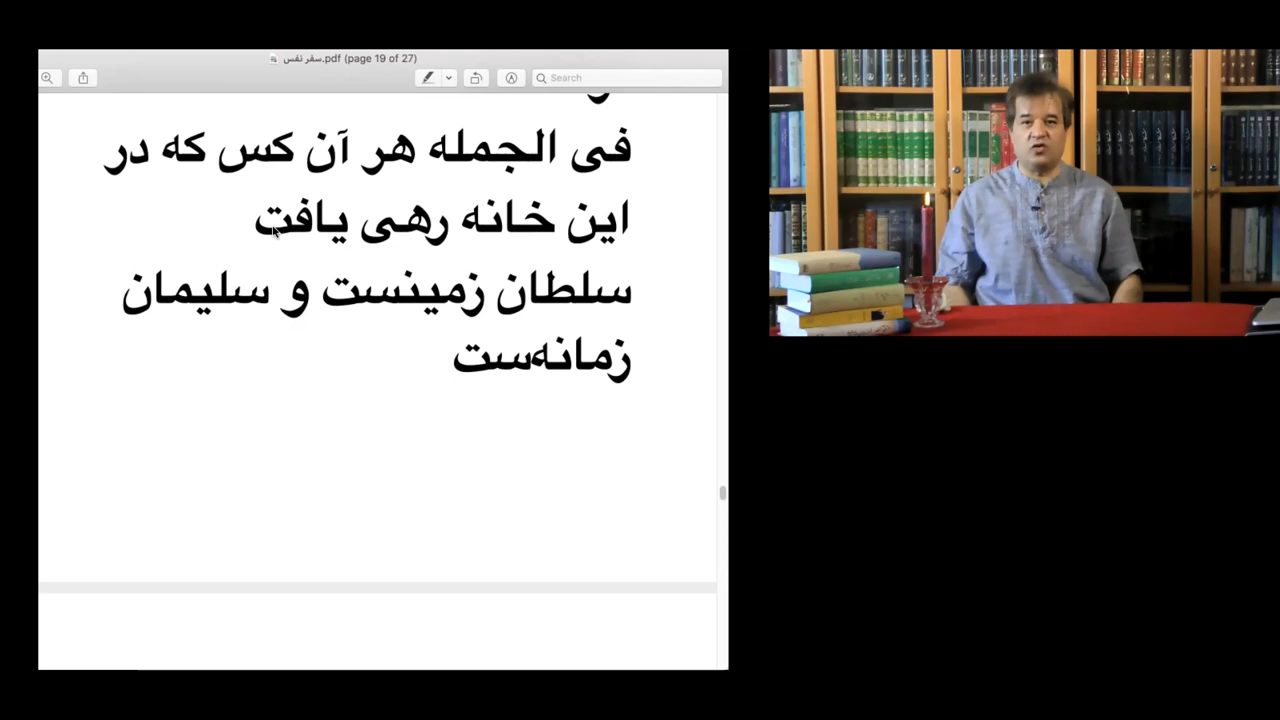 سفر نفس.pdf (page 19 of 27)
Search
فی الجمله هر آن کس که در
این خانه رهی یافت
سلطان زمینست و سلیمان
زمانه‌ست